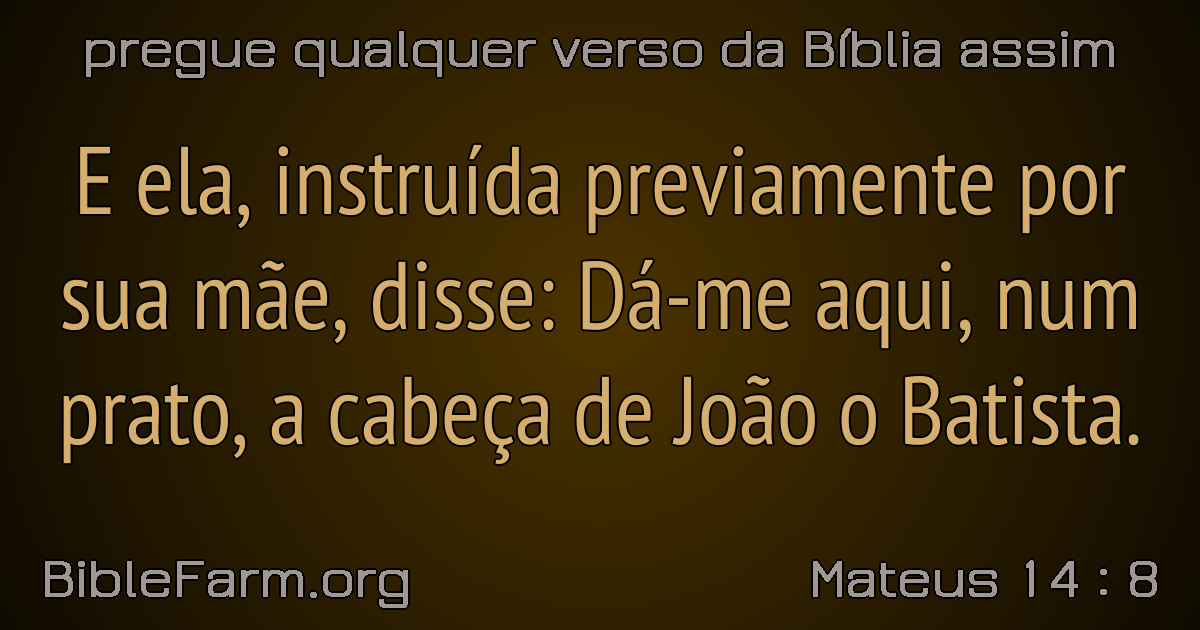 pregue qualquer verso da Bíblia assim
E ela, instruída previamente por
sua mãe, disse: Dá-me aqui, num
prato, a cabeça de João o Batista.
BibleFarm.org
Mateus 14 : 8